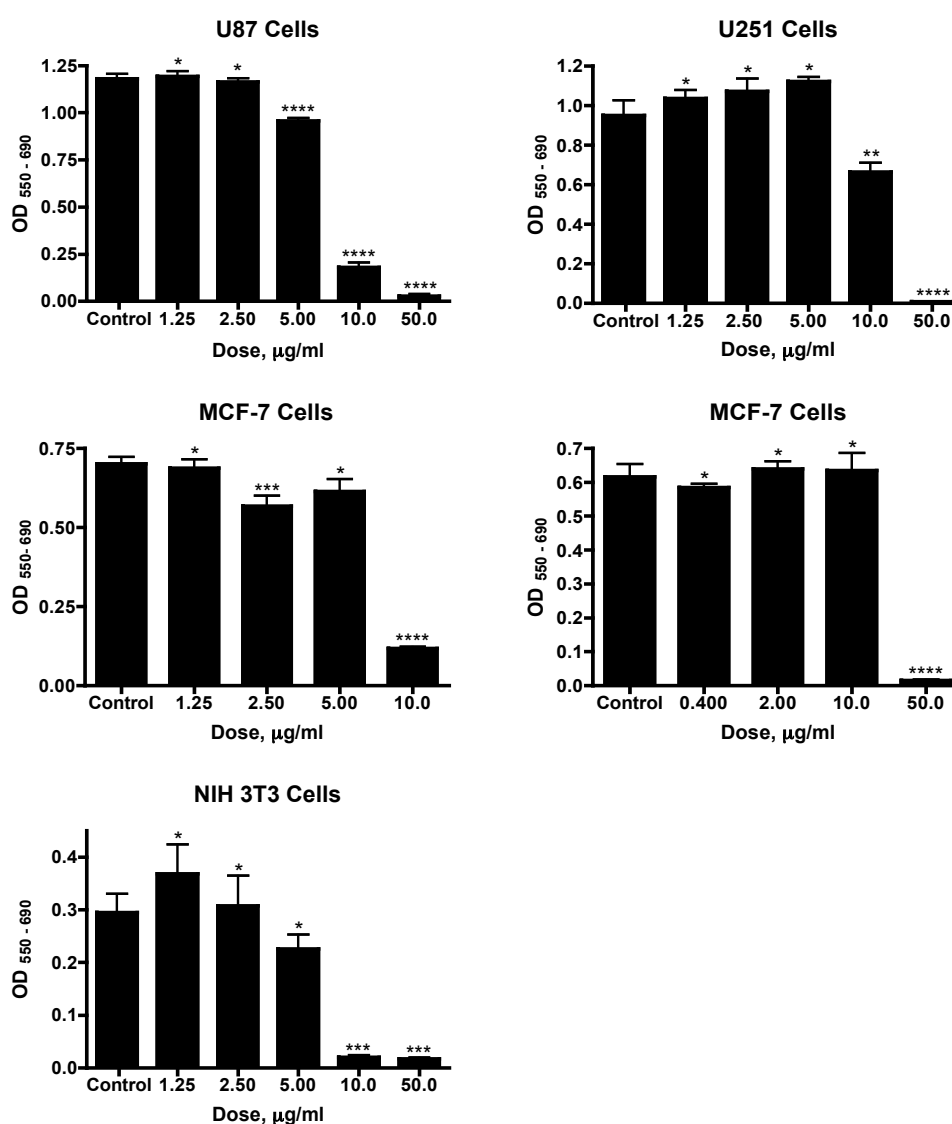 U87 Cells
1.25
1.00
0.75
0.50
0.25
0.00
OD 550 - 690
*
*
****
****
****
Control 1.25 2.50 5.00 10.0 50.0
Dose, μg/ml
U251 Cells
1.2
1.0
0.8
0.6
0.4
0.2
0.0
OD 550 - 690
*
*
*
**
****
Control 1.25 2.50 5.00 10.0 50.0
Dose, μg/ml
MCF-7 Cells
0.75
0.50
0.25
0.00
OD 550- 690
*
***
*
****
Control 1.25 2.50 5.00 10.0
Dose, μg/ml
MCF-7 Cells
0.7
0.6
0.5
0.4
0.3
0.2
0.1
0.0
OD 550 - 690
*
*
*
****
Control 0.400 2.00 10.0 50.0
Dose, μg/ml
NIH 3T3 Cells
0.4
0.3
0.2
0.1
0.0
OD 550 - 690
*
*
*
***
***
Control 1.25 2.50 5.00 10.0 50.0
Dose, μg/ml